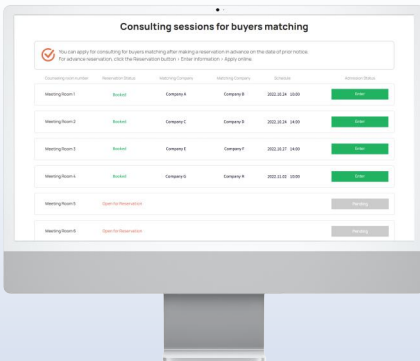 Consulting sessions for buyers matching
You can apply for consulting for buyers matching after making a reservation in advance on the date of prior notice.
For advance reservation, click the Reservation button > Enter information > Apply online.
Counseling room number Reservation Status Matching Company Matching Company Schedule Admission Status
Meeting Room 1 Booked Company A Company B 2022.10.24 10:00 Enter
Meeting Room 2 Booked Company C Company D 2022.10.24 14:00 Enter
Meeting Room 3 Booked Company E Company F 2022.10.27 14:00 Enter
Meeting Room 4 Booked Company G Company H 2022.11.02 10:00 Enter
Meeting Room 5 Open for Reservation Pending
Meeting Room 6 Open for Reservation Pending